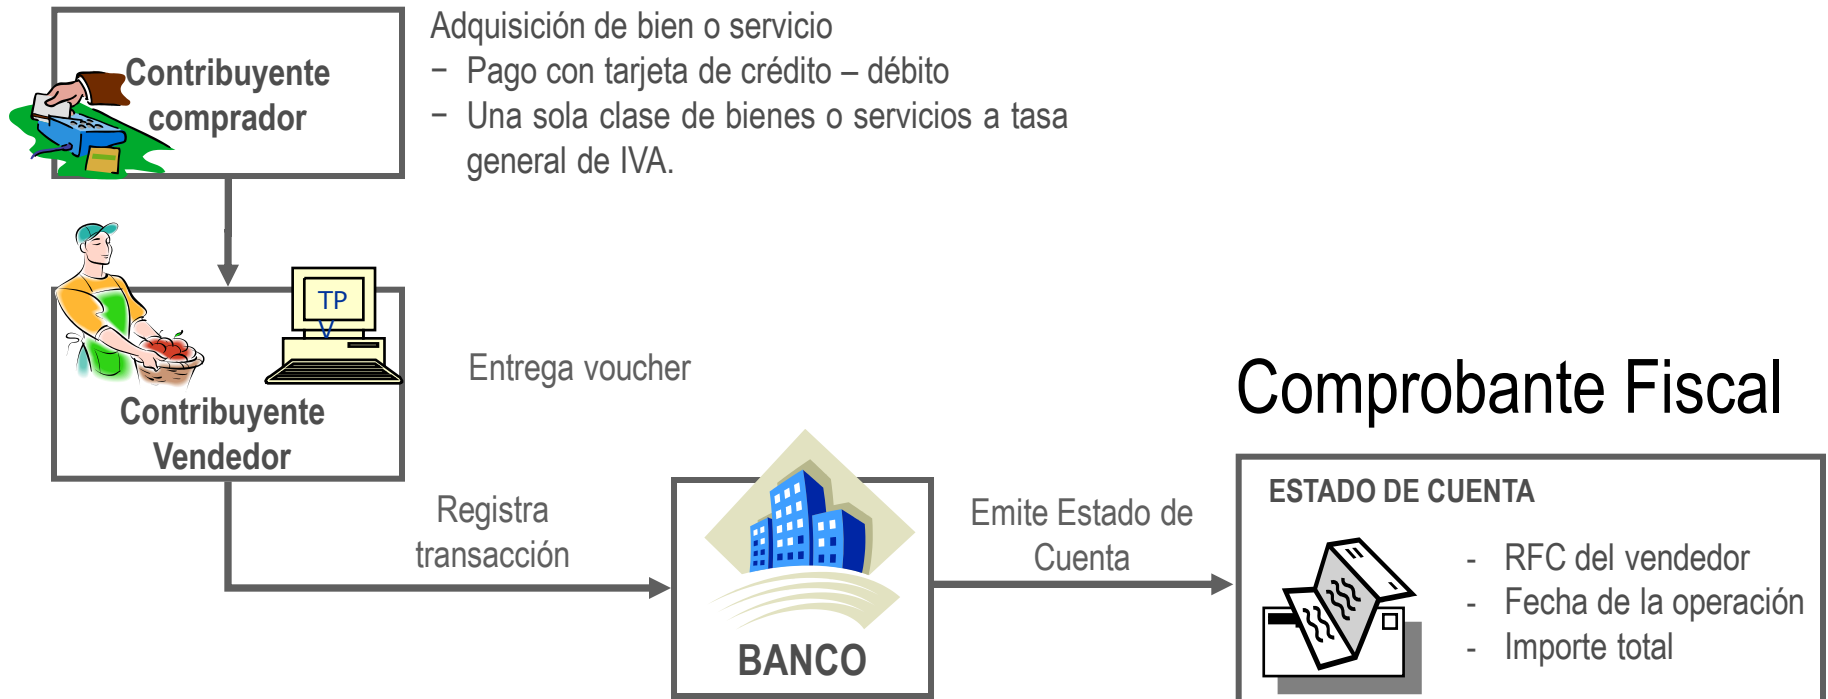 Contribuyente
comprador
Adquisición de bien o servicio
− Pago con tarjeta de crédito – débito
− Una sola clase de bienes o servicios a tasa
general de IVA.
TP
V
Contribuyente
Vendedor
Entrega voucher
Registra
transacción
BANCO
Emite Estado de
Cuenta
Comprobante Fiscal
ESTADO DE CUENTA
- RFC del vendedor
- Fecha de la operación
- Importe total